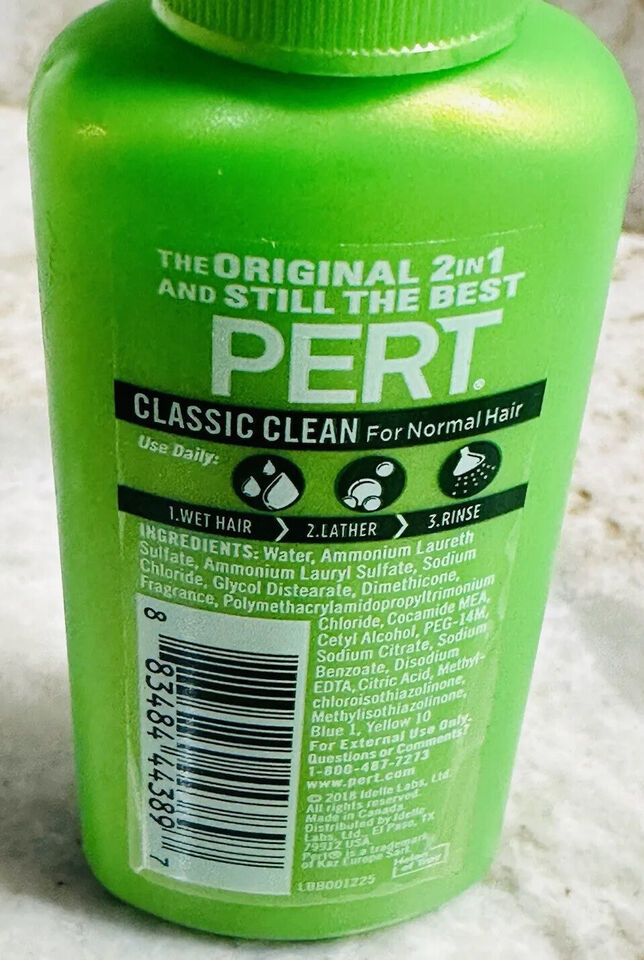 THE ORIGINAL 2IN1
AND STILL THE BEST
PERT®
CLASSIC CLEAN For Normal Hair
Use Daily:
1.WET HAIR 2.LATHER 3.RINSE
INGREDIENTS: Water, Ammonium Laureth
Sulfate, Ammonium Lauryl Sulfate, Sodium
Chloride, Glycol Distearate, Dimethicone,
Fragrance, Polymethacrylamidopropyltrimonium
Chloride, Cocamide MEA,
Cetyl Alcohol, PEG-14M,
Sodium Citrate, Sodium
Benzoate, Disodium
EDTA, Citric Acid, Methyl-
chloroisothiazolinone,
Methylisothiazolinone,
Blue 1, Yellow 10
For External Use Only.
Questions or Comments?
1-800-487-7273
www.pert.com
© 2018 Idelle Labs, Ltd.
All rights reserved.
Made in Canada.
Distributed by Idelle
Labs, Ltd., El Paso, TX
79912 USA
Pert® is a trademark
of Kaz Europe Sàrl.
Helen
of Troy
LBB001225
8 83484 44389 7